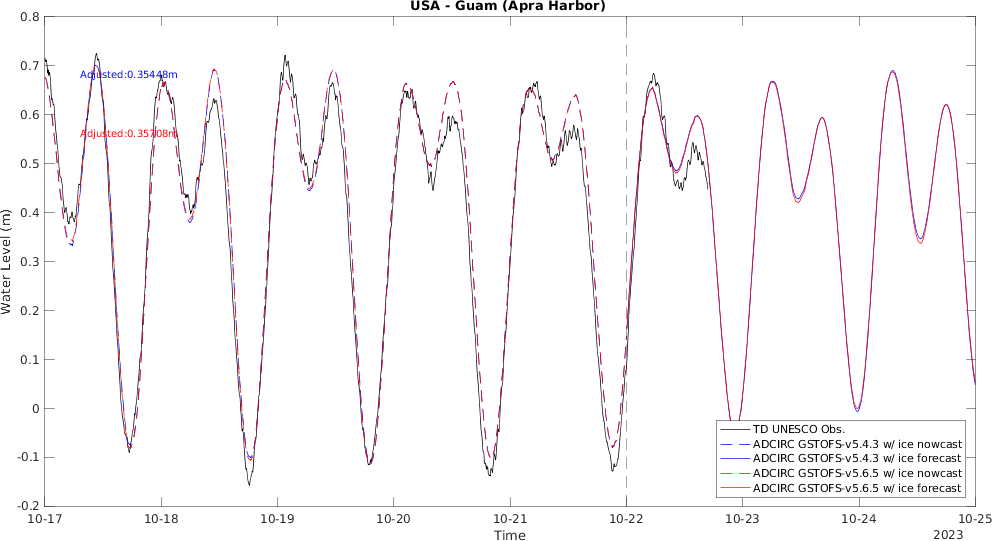 USA - Guam (Apra Harbor)
0.8
0.7
0.6
0.5
0.4
0.3
0.2
0.1
0
-0.1
-0.2
Water Level (m)
Adjusted:0.35448m
Adjusted:0.35708m
TD UNESCO Obs.
ADCIRC GSTOFS-v5.4.3 w/ ice nowcast
ADCIRC GSTOFS-v5.4.3 w/ ice forecast
ADCIRC GSTOFS-v5.6.5 w/ ice nowcast
ADCIRC GSTOFS-v5.6.5 w/ ice forecast
10-17 10-18 10-19 10-20 10-21 10-22 10-23 10-24 10-25
Time
2023